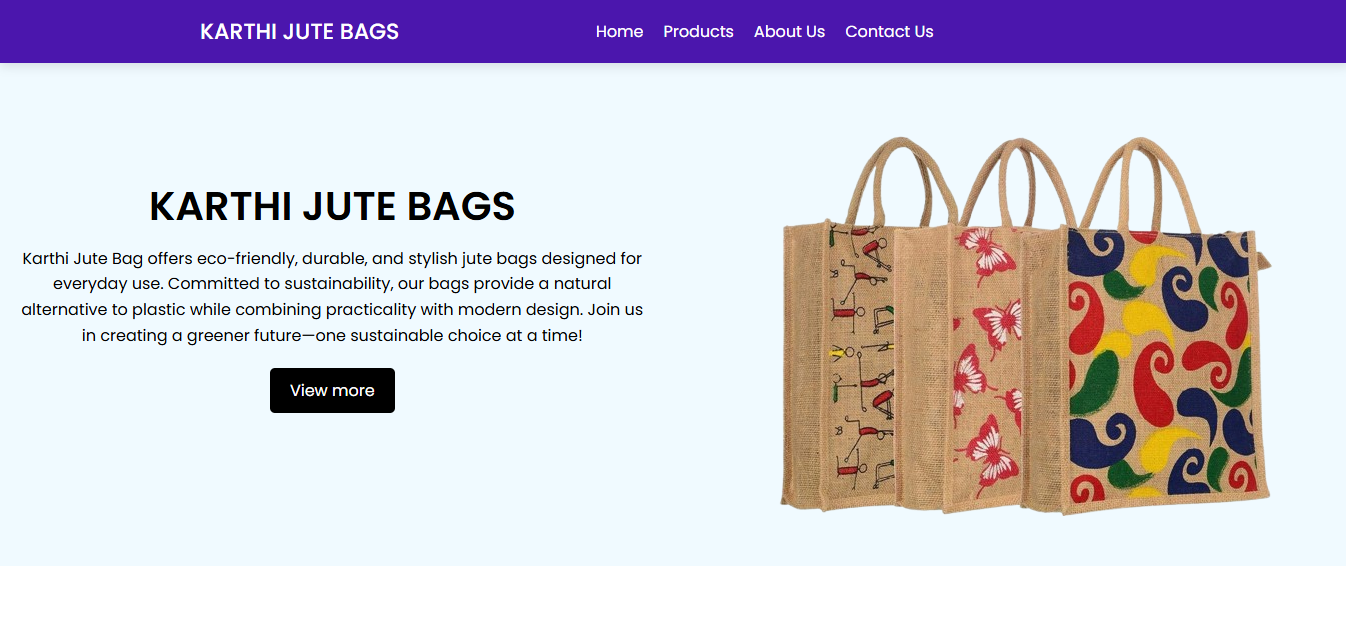 KARTHI JUTE BAGS
Home Products About Us Contact Us
KARTHI JUTE BAGS
Karthi Jute Bag offers eco-friendly, durable, and stylish jute bags designed for
everyday use. Committed to sustainability, our bags provide a natural
alternative to plastic while combining practicality with modern design. Join us
in creating a greener future—one sustainable choice at a time!
View more